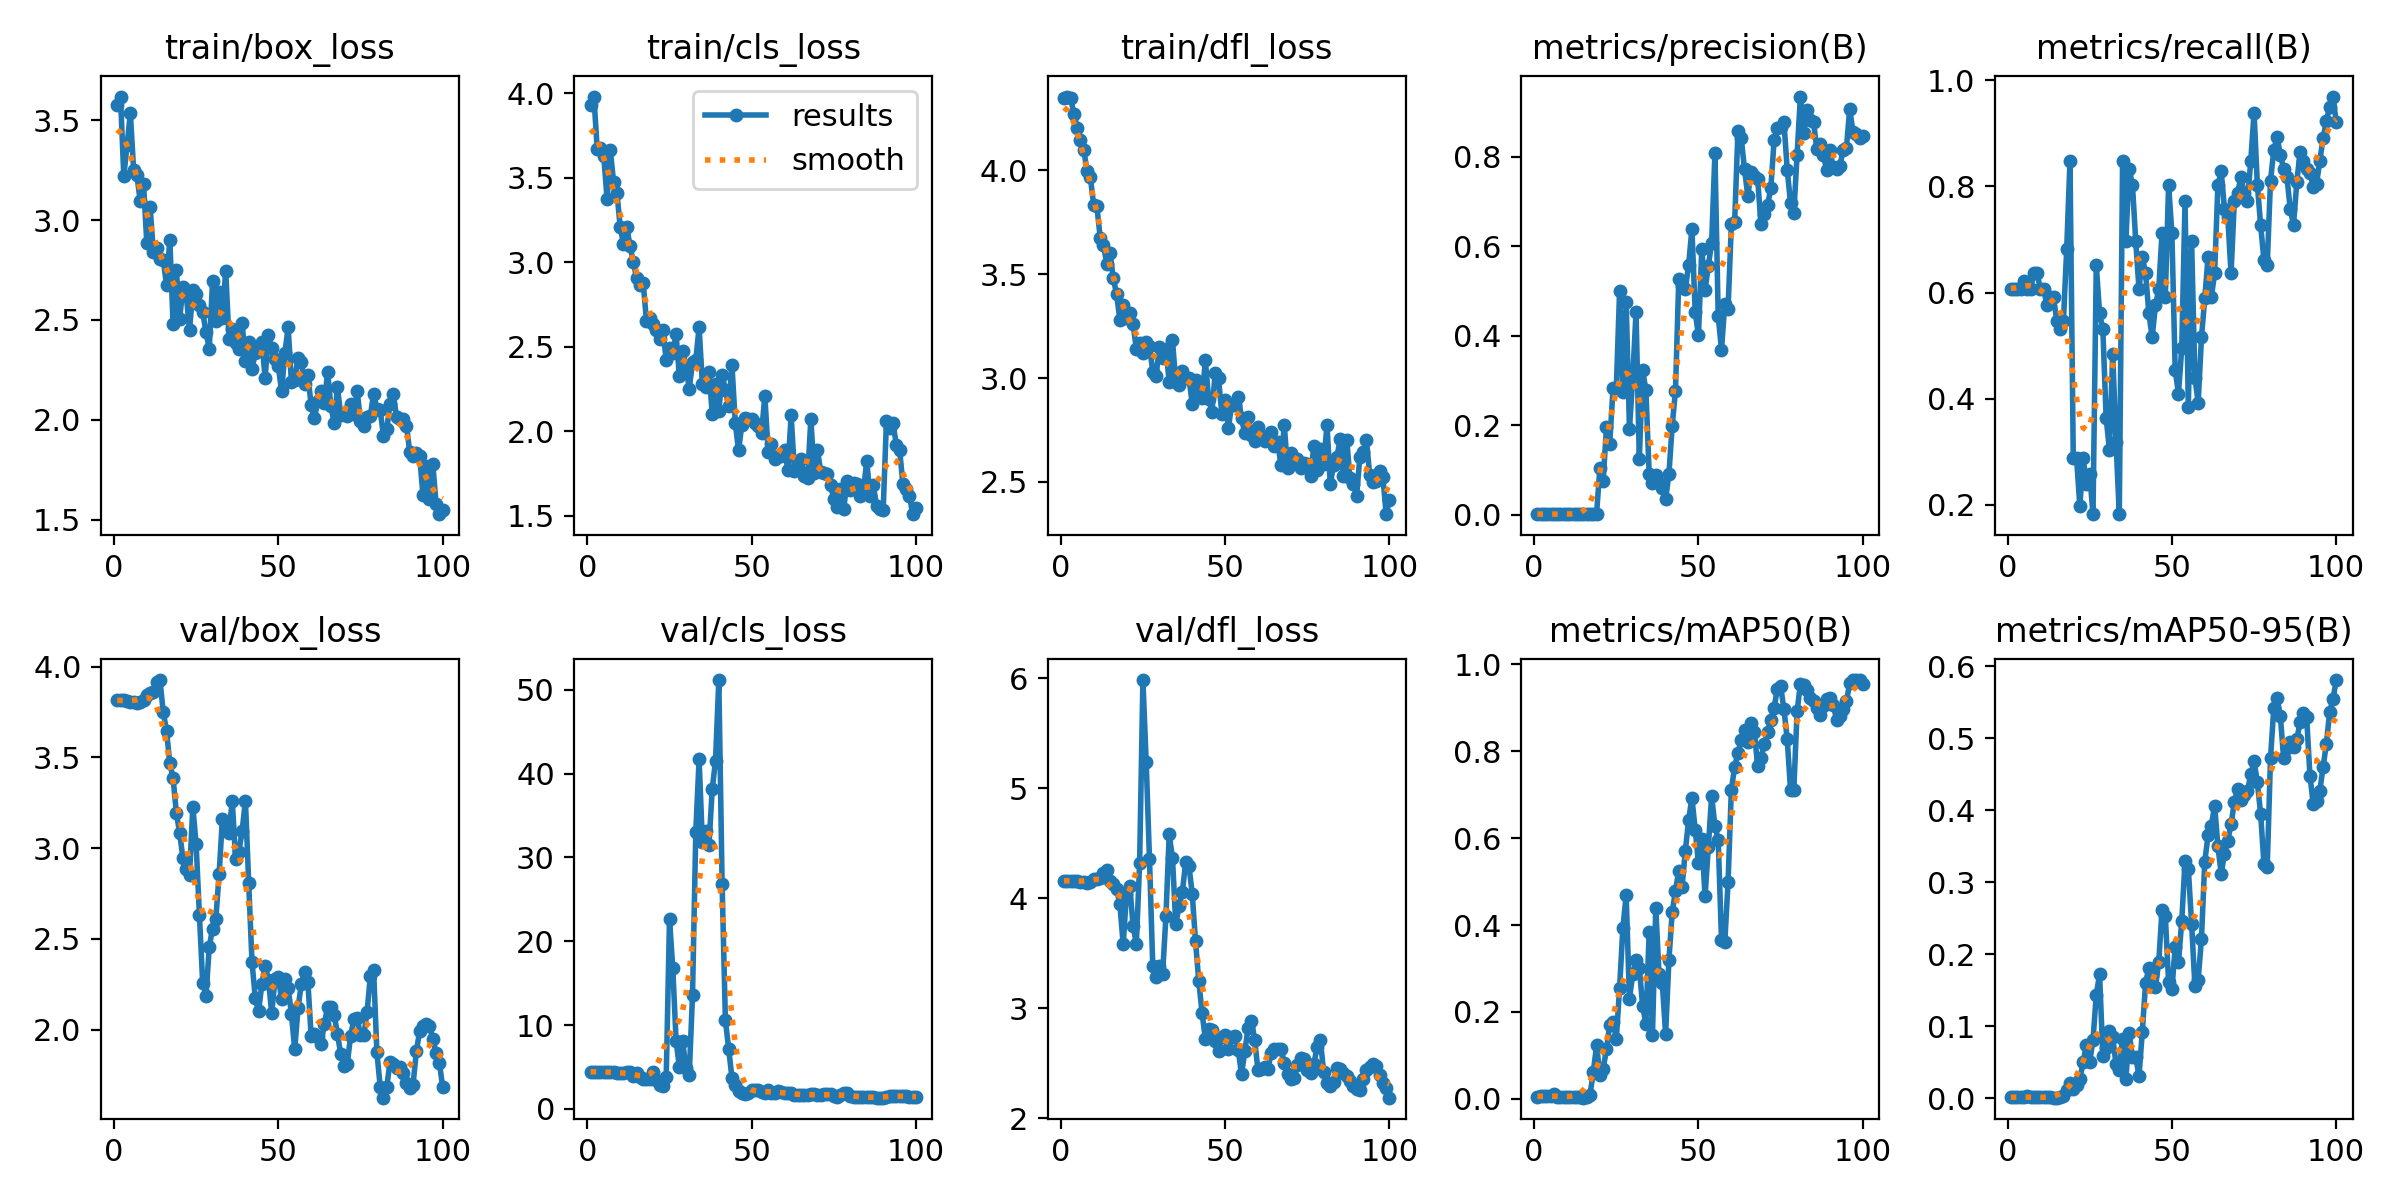 train/box_loss
3.5
3.0
2.5
2.0
1.5
0 50 100
train/cls_loss
results
smooth
4.0
3.5
3.0
2.5
2.0
1.5
0 50 100
train/dfl_loss
4.0
3.5
3.0
2.5
0 50 100
metrics/precision(B)
0.8
0.6
0.4
0.2
0.0
0 50 100
metrics/recall(B)
1.0
0.8
0.6
0.4
0.2
0 50 100
val/box_loss
4.0
3.5
3.0
2.5
2.0
0 50 100
val/cls_loss
50
40
30
20
10
0
0 50 100
val/dfl_loss
6
5
4
3
2
0 50 100
metrics/mAP50(B)
1.0
0.8
0.6
0.4
0.2
0.0
0 50 100
metrics/mAP50-95(B)
0.6
0.5
0.4
0.3
0.2
0.1
0.0
0 50 100